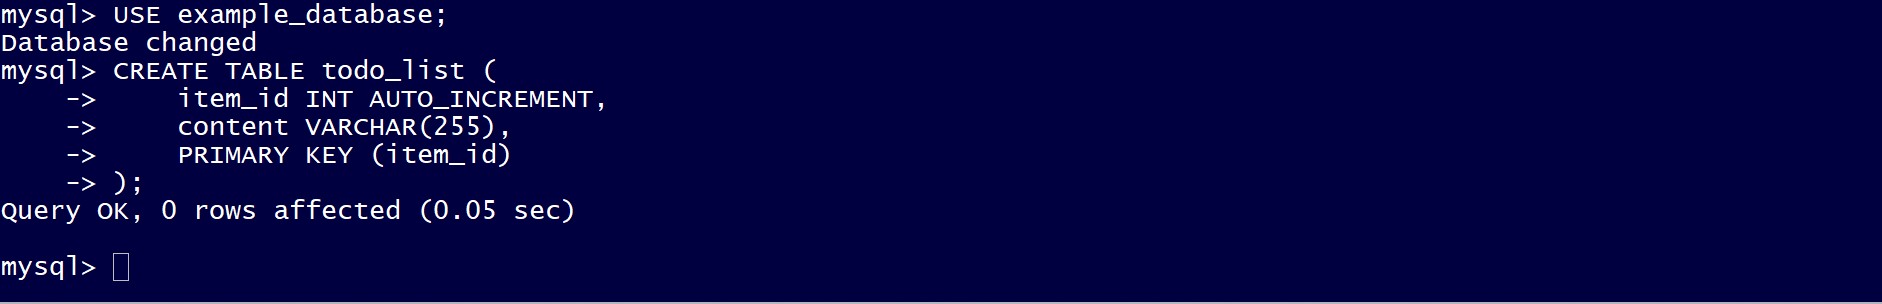 mysql> USE example_database;
Database changed
mysql> CREATE TABLE todo_list (
    ->     item_id INT AUTO_INCREMENT,
    ->     content VARCHAR(255),
    ->     PRIMARY KEY (item_id)
    -> );
Query OK, 0 rows affected (0.05 sec)
mysql>